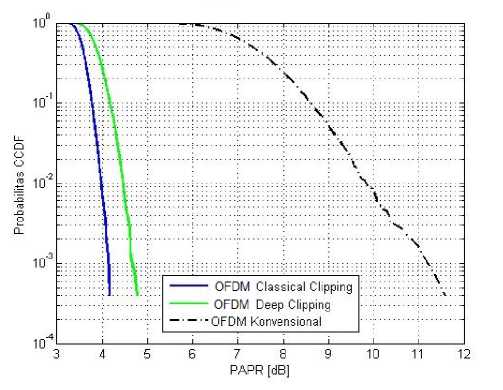 10^0
10^-1
10^-2
10^-3
10^-4
Probabilitas CCDF
OFDM Classical Clipping
OFDM Deep Clipping
OFDM Konvensional
3 4 5 6 7 8 9 10 11 12
PAPR [dB]